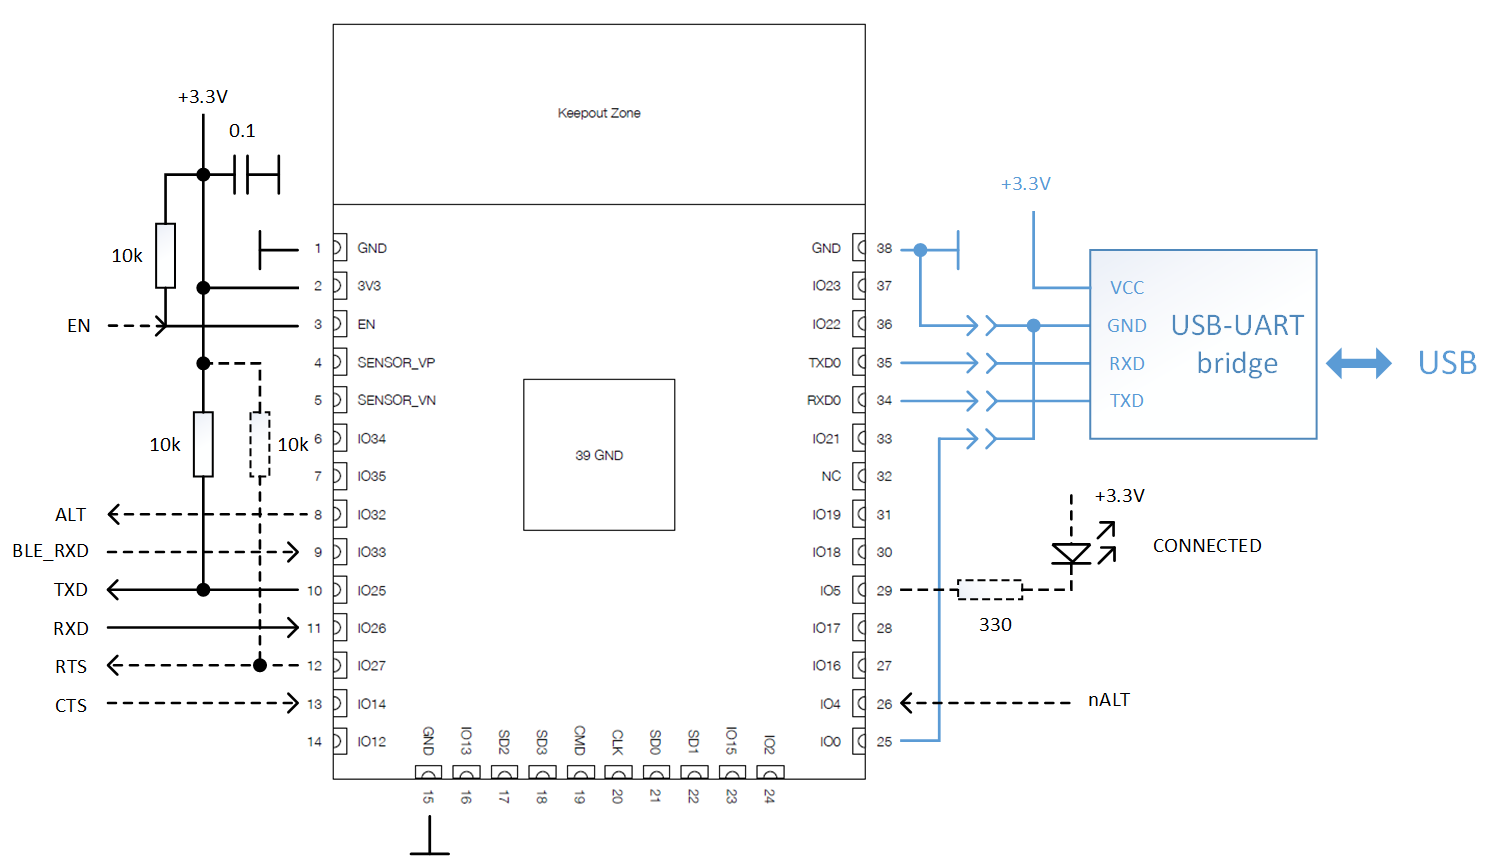 Keepout Zone
+3.3V
0.1
10k
EN
10k
10k
ALT
BLE_RXD
TXD
RXD
RTS
CTS
1 GND
2 3V3
3 EN
4 SENSOR_VP
5 SENSOR_VN
6 IO34
7 IO35
8 IO32
9 IO33
10 IO25
11 IO26
12 IO27
13 IO14
14 IO12
39 GND
GND 38
IO23 37
IO22 36
TXD0 35
RXD0 34
IO21 33
NC 32
IO19 31
IO18 30
IO5 29
IO17 28
IO16 27
IO4 26
IO0 25
GND
IO13
SD2
SD3
CMD
CLK
SD0
SD1
IO15
IO2
15
16
17
18
19
20
21
22
23
24
+3.3V
VCC
GND
RXD
TXD
USB-UART
bridge
USB
+3.3V
CONNECTED
330
nALT